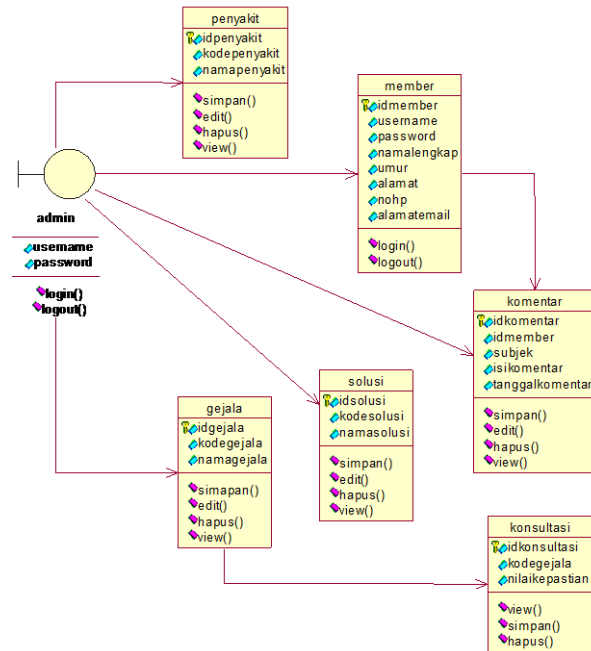 penyakit
idpenyakit
kodepenyakit
namapenyakit
simpan()
edit()
hapus()
view()
member
idmember
username
password
namalengkap
umur
alamat
nohp
alamatemail
login()
logout()
admin
username
password
login()
logout()
komentar
idkomentar
idmember
subjek
isikomentar
tanggalkomentar
simpan()
edit()
hapus()
view()
solusi
idsolusi
kodesolusi
namasolusi
simpan()
edit()
hapus()
view()
gejala
idgejala
kodegejala
namagejala
simapan()
edit()
hapus()
view()
konsultasi
idkonsultasi
kodegejala
nilaikepastian
view()
simpan()
hapus()